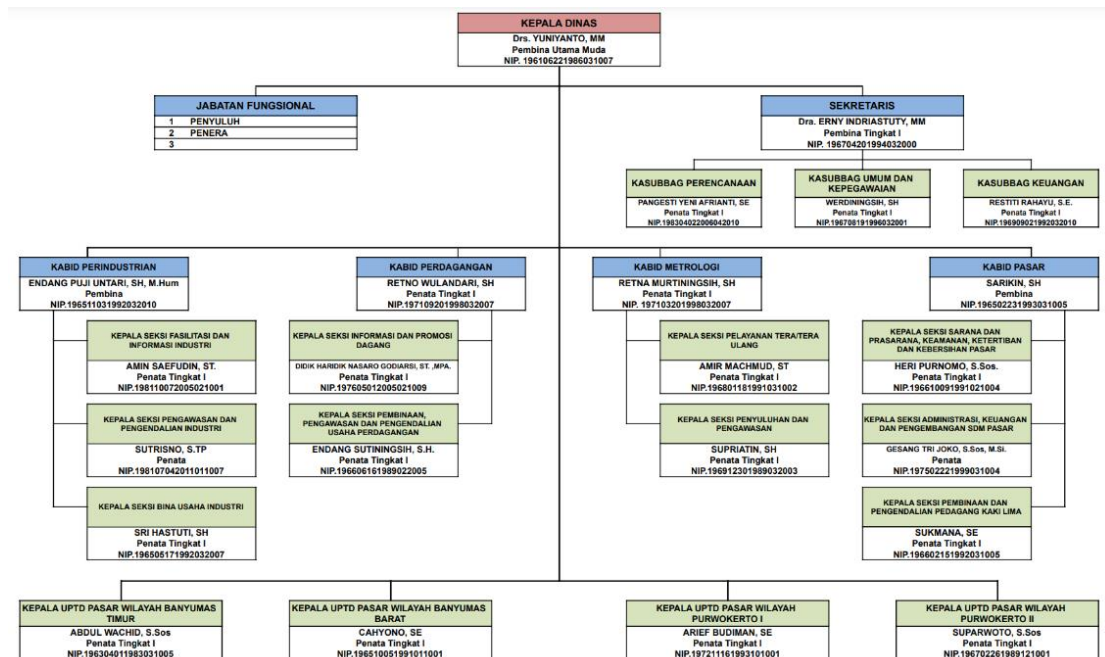 KEPALA DINAS
Drs. YUNIYANTO, MM
Pembina Utama Muda
NIP. 196106221986031007
JABATAN FUNGSIONAL
1 PENYULUH
2 PENERA
3
SEKRETARIS
Dra. ERNY INDRIASTUTY, MM
Pembina Tingkat I
NIP. 196704201994032000
KASUBBAG PERENCANAAN
PANGESTI YENI AFRIANTI, SE
Penata Tingkat I
NIP.198304022006042010
KASUBBAG UMUM DAN
KEPEGAWAIAN
WERDININGSIH, SH
Penata Tingkat I
NIP.196708191996032001
KASUBBAG KEUANGAN
RESTITI RAHAYU, S.E.
Penata Tingkat I
NIP.196909021992032010
KABID PERINDUSTRIAN
ENDANG PUJI UNTARI, SH, M.Hum
Pembina
NIP.196511031992032010
KABID PERDAGANGAN
RETNO WULANDARI, SH
Penata Tingkat I
NIP.197109201998032007
KABID METROLOGI
RETNA MURTININGSIH, SH
Penata Tingkat I
NIP. 197103201998032007
KABID PASAR
SARIKIN, SH
Pembina
NIP.196502231993031005
KEPALA SEKSI FASILITASI DAN
INFORMASI INDUSTRI
AMIN SAEFUDIN, ST.
Penata Tingkat I
NIP.198110072005021001
KEPALA SEKSI INFORMASI DAN PROMOSI
DAGANG
DIDIK HARIDIK NASARO GODIARSI, ST. ,MPA.
Penata Tingkat I
NIP.197605012005021009
KEPALA SEKSI PELAYANAN TERA/TERA
ULANG
AMIR MACHMUD, ST
Penata Tingkat I
NIP.196801181991031002
KEPALA SEKSI SARANA DAN
PRASARANA, KEAMANAN, KETERTIBAN
DAN KEBERSIHAN PASAR
HERI PURNOMO, S.Sos.
Penata Tingkat I
NIP.196610091991021004
KEPALA SEKSI PENGAWASAN DAN
PENGENDALIAN INDUSTRI
SUTRISNO, S.TP
Penata
NIP.198107042011011007
KEPALA SEKSI PEMBINAAN,
PENGAWASAN DAN PENGENDALIAN
USAHA PERDAGANGAN
ENDANG SUTININGSIH, S.H.
Penata Tingkat I
NIP.196606161989022005
KEPALA SEKSI PENYULUHAN DAN
PENGAWASAN
SUPRIATIN, SH
Penata Tingkat I
NIP.196912301989032003
KEPALA SEKSI ADMINISTRASI, KEUANGAN
DAN PENGEMBANGAN SDM PASAR
GESANG TRI JOKO, S.Sos, M.Si.
Penata
NIP.197502221999031004
KEPALA SEKSI BINA USAHA INDUSTRI
SRI HASTUTI, SH
Penata Tingkat I
NIP.196505171992032007
KEPALA SEKSI PEMBINAAN DAN
PENGENDALIAN PEDAGANG KAKI LIMA
SUKMANA, SE
Penata Tingkat I
NIP.196602151992031005
KEPALA UPTD PASAR WILAYAH BANYUMAS
TIMUR
ABDUL WACHID, S.Sos
Penata Tingkat I
NIP.196304011983031005
KEPALA UPTD PASAR WILAYAH BANYUMAS
BARAT
CAHYONO, SE
Penata Tingkat I
NIP.196510051991011001
KEPALA UPTD PASAR WILAYAH
PURWOKERTO I
ARIEF BUDIMAN, SE
Penata Tingkat I
NIP.197211161993101001
KEPALA UPTD PASAR WILAYAH
PURWOKERTO II
SUPARWOTO, S.Sos
Penata Tingkat I
NIP.196702261989121001